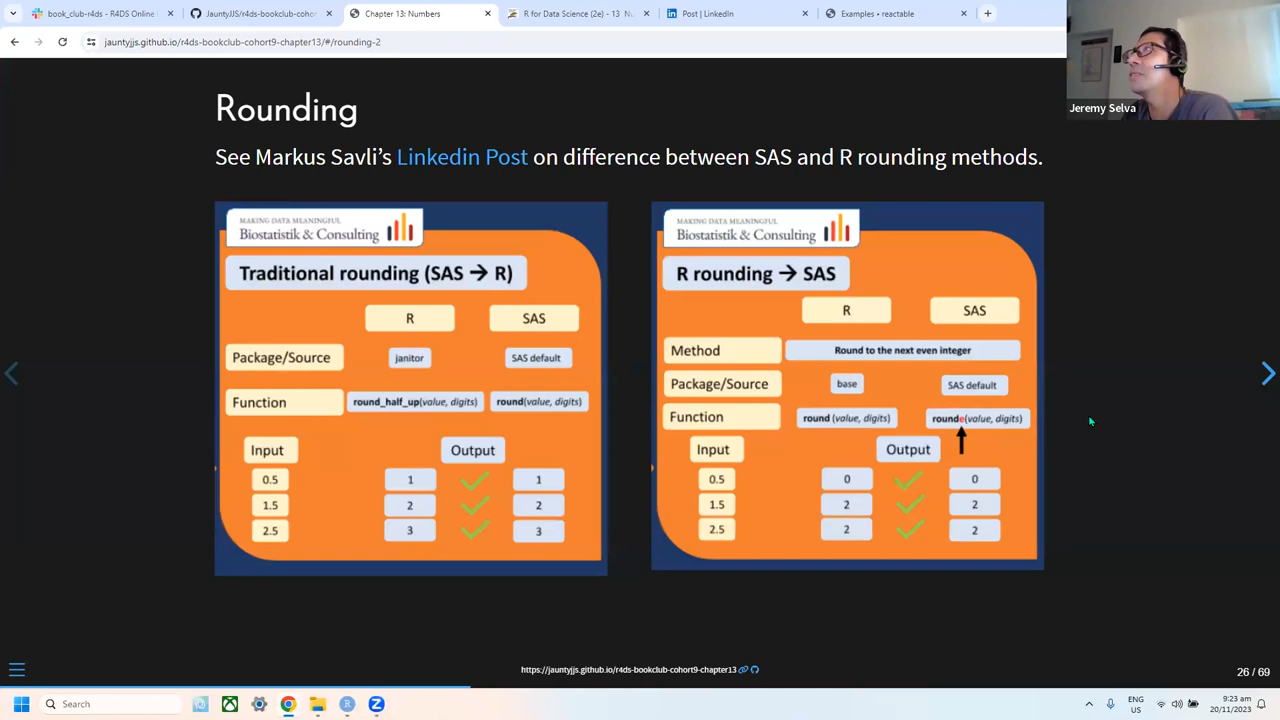 book_club-r4ds - R4DS Online
JauntyJJS/r4ds-bookclub-cohor
Chapter 13: Numbers
R for Data Science (2e) - 13 Nu
Post | LinkedIn
Examples – reactable
jauntyjjs.github.io/r4ds-bookclub-cohort9-chapter13/#/rounding-2
Jeremy Selva
Rounding
See Markus Savli's Linkedin Post on difference between SAS and R rounding methods.
MAKING DATA MEANINGFUL
Biostatistik & Consulting
Traditional rounding (SAS → R)
R SAS
Package/Source janitor SAS default
Function round_half_up(value, digits) round(value, digits)
Input Output
0.5 1 1
1.5 2 2
2.5 3 3
MAKING DATA MEANINGFUL
Biostatistik & Consulting
R rounding → SAS
R SAS
Method Round to the next even integer
Package/Source base SAS default
Function round (value, digits) rounde(value, digits)
Input Output
0.5 0 0
1.5 2 2
2.5 2 2
https://jauntyjjs.github.io/r4ds-bookclub-cohort9-chapter13
26 / 69
Search
ENG
US
9:23 am
20/11/2023